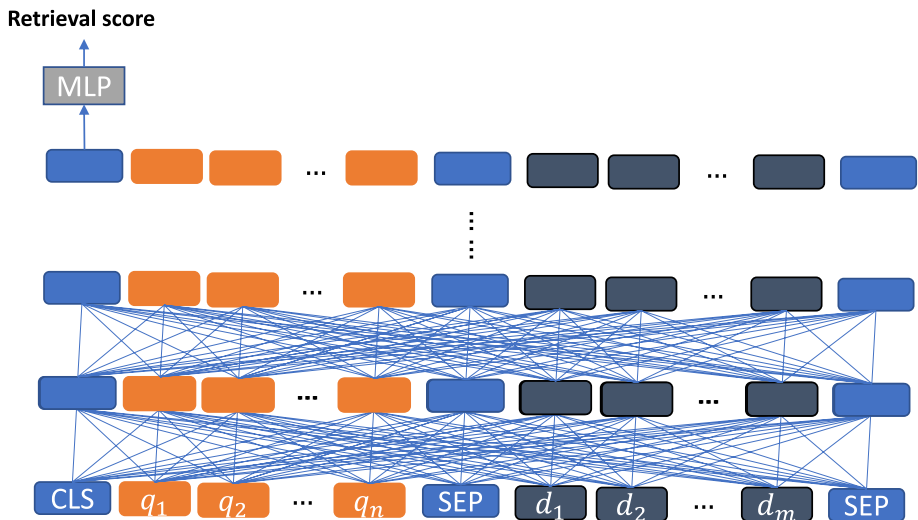 Retrieval score
MLP
... ...
... ...
... ...
CLS q₁ q₂ ... qₙ SEP d₁ d₂ ... dₘ SEP